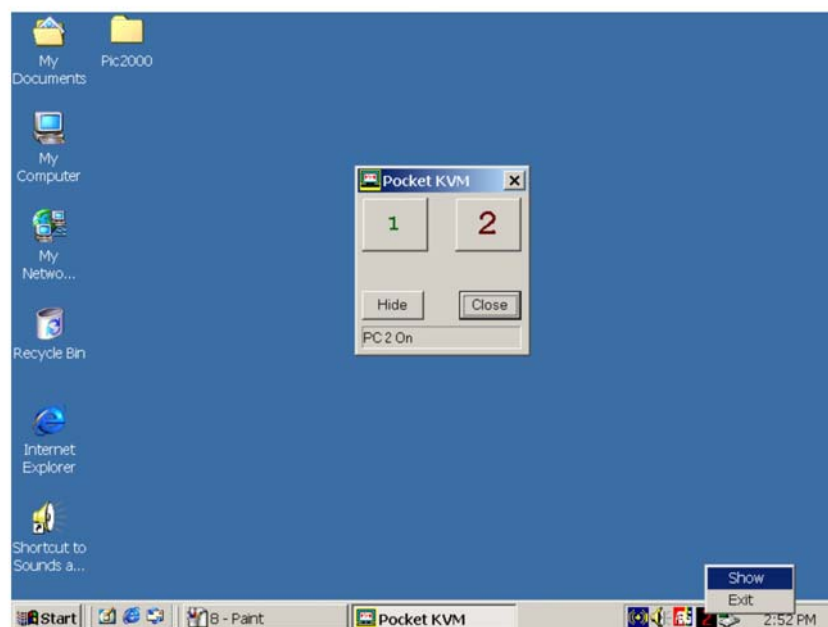 My
Documents
Pic2000
My
Computer
My
Netwo...
Recycle Bin
Internet
Explorer
Shortcut to
Sounds a...
Pocket KVM
1
2
Hide
Close
PC 2 On
Show
Exit
Start
8 - Paint
Pocket KVM
2
2:52 PM